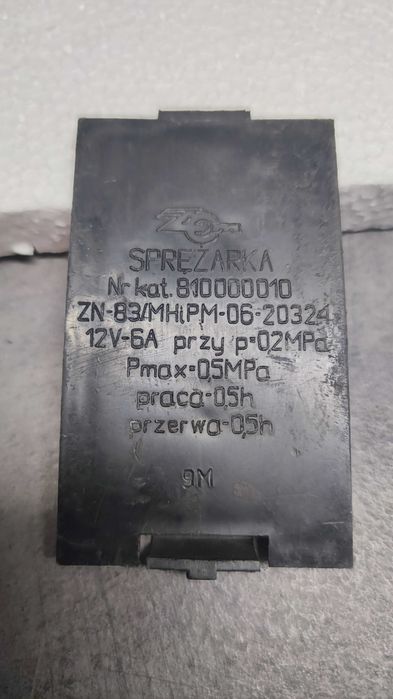 SPRĘŻARKA
Nr kat. 810000010
ZN-83/MHiPM-06-20324
12V-6A przy p=0,2MPa
Pmax=0,5MPa
praca-0,5h
przerwa-0,5h
9M